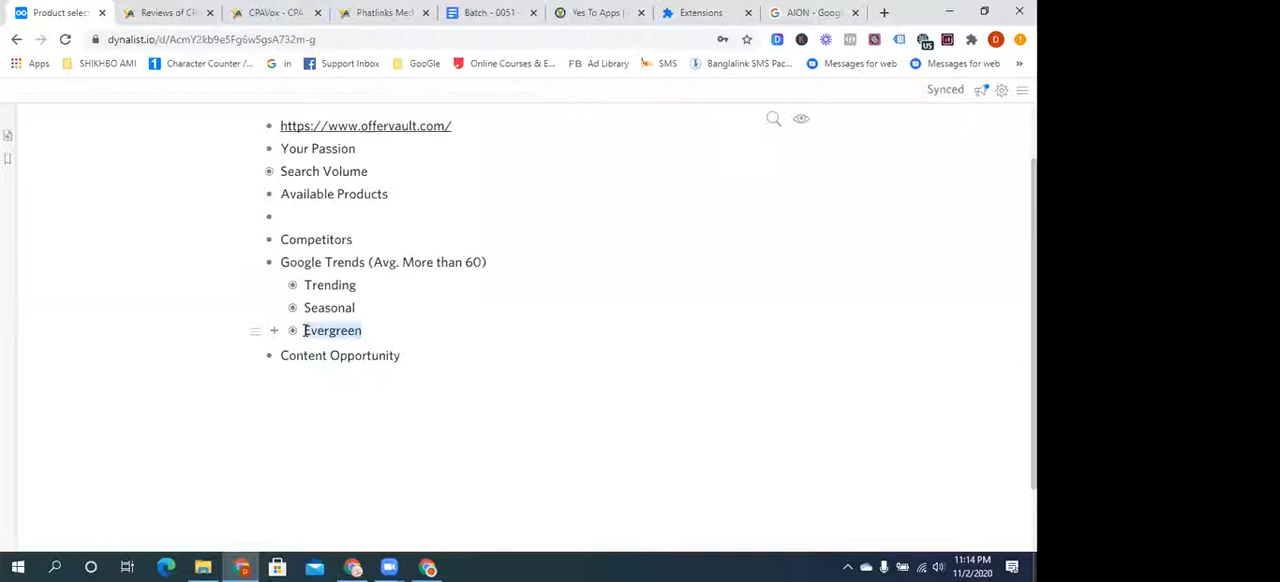 Product selec
Reviews of CP
CPAVox - CPA
Phatlinks Med
Batch - 0051
Yes To Apps |
Extensions
AION - Goog
dynalist.io/d/AcmY2kb9e5Fg6w5gsA732m-g
Apps
SHIKHBO AMI
Character Counter /...
in
Support Inbox
GooGle
Online Courses & E...
FB Ad Library
SMS
Banglalink SMS Pac...
Messages for web
Messages for web
»
Synced
https://www.offervault.com/
Your Passion
Search Volume
Available Products
Competitors
Google Trends (Avg. More than 60)
Trending
Seasonal
Evergreen
Content Opportunity
11:14 PM
11/2/2020